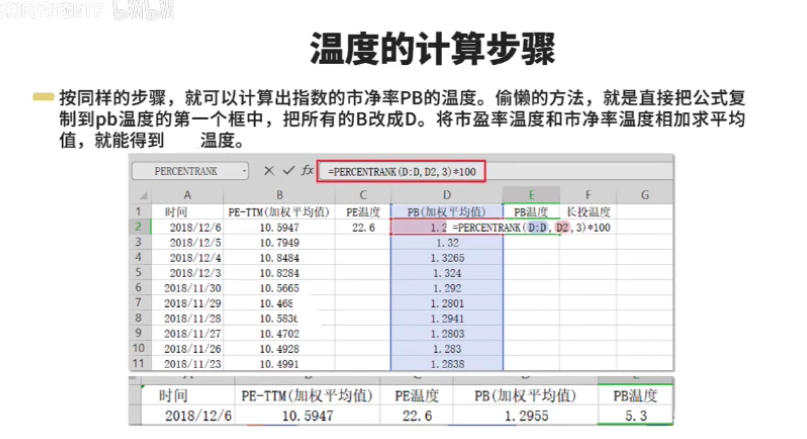 温度的计算步骤
按同样的步骤，就可以计算出指数的市净率PB的温度。偷懒的方法，就是直接把公式复
制到pb温度的第一个框中，把所有的B改成D。将市盈率温度和市净率温度相加求平均
值，就能得到 温度。
PERCENTRANK fx =PERCENTRANK(D:D,D2,3)*100
A B C D E F G
1 时间 PE-TTM(加权平均值) PE温度 PB(加权平均值) PB温度 长投温度
2 2018/12/6 10.5947 22.6 1.2 =PERCENTRANK(D:D,D2,3)*100
3 2018/12/5 10.7949 1.32
4 2018/12/4 10.8484 1.3265
5 2018/12/3 10.8284 1.324
6 2018/11/30 10.5665 1.292
7 2018/11/29 10.468 1.2801
8 2018/11/28 10.583 1.2941
9 2018/11/27 10.4702 1.2803
10 2018/11/26 10.4928 1.283
11 2018/11/23 10.4991 1.2838
时间 PE-TTM(加权平均值) PE温度 PB(加权平均值) PB温度
2018/12/6 10.5947 22.6 1.2955 5.3